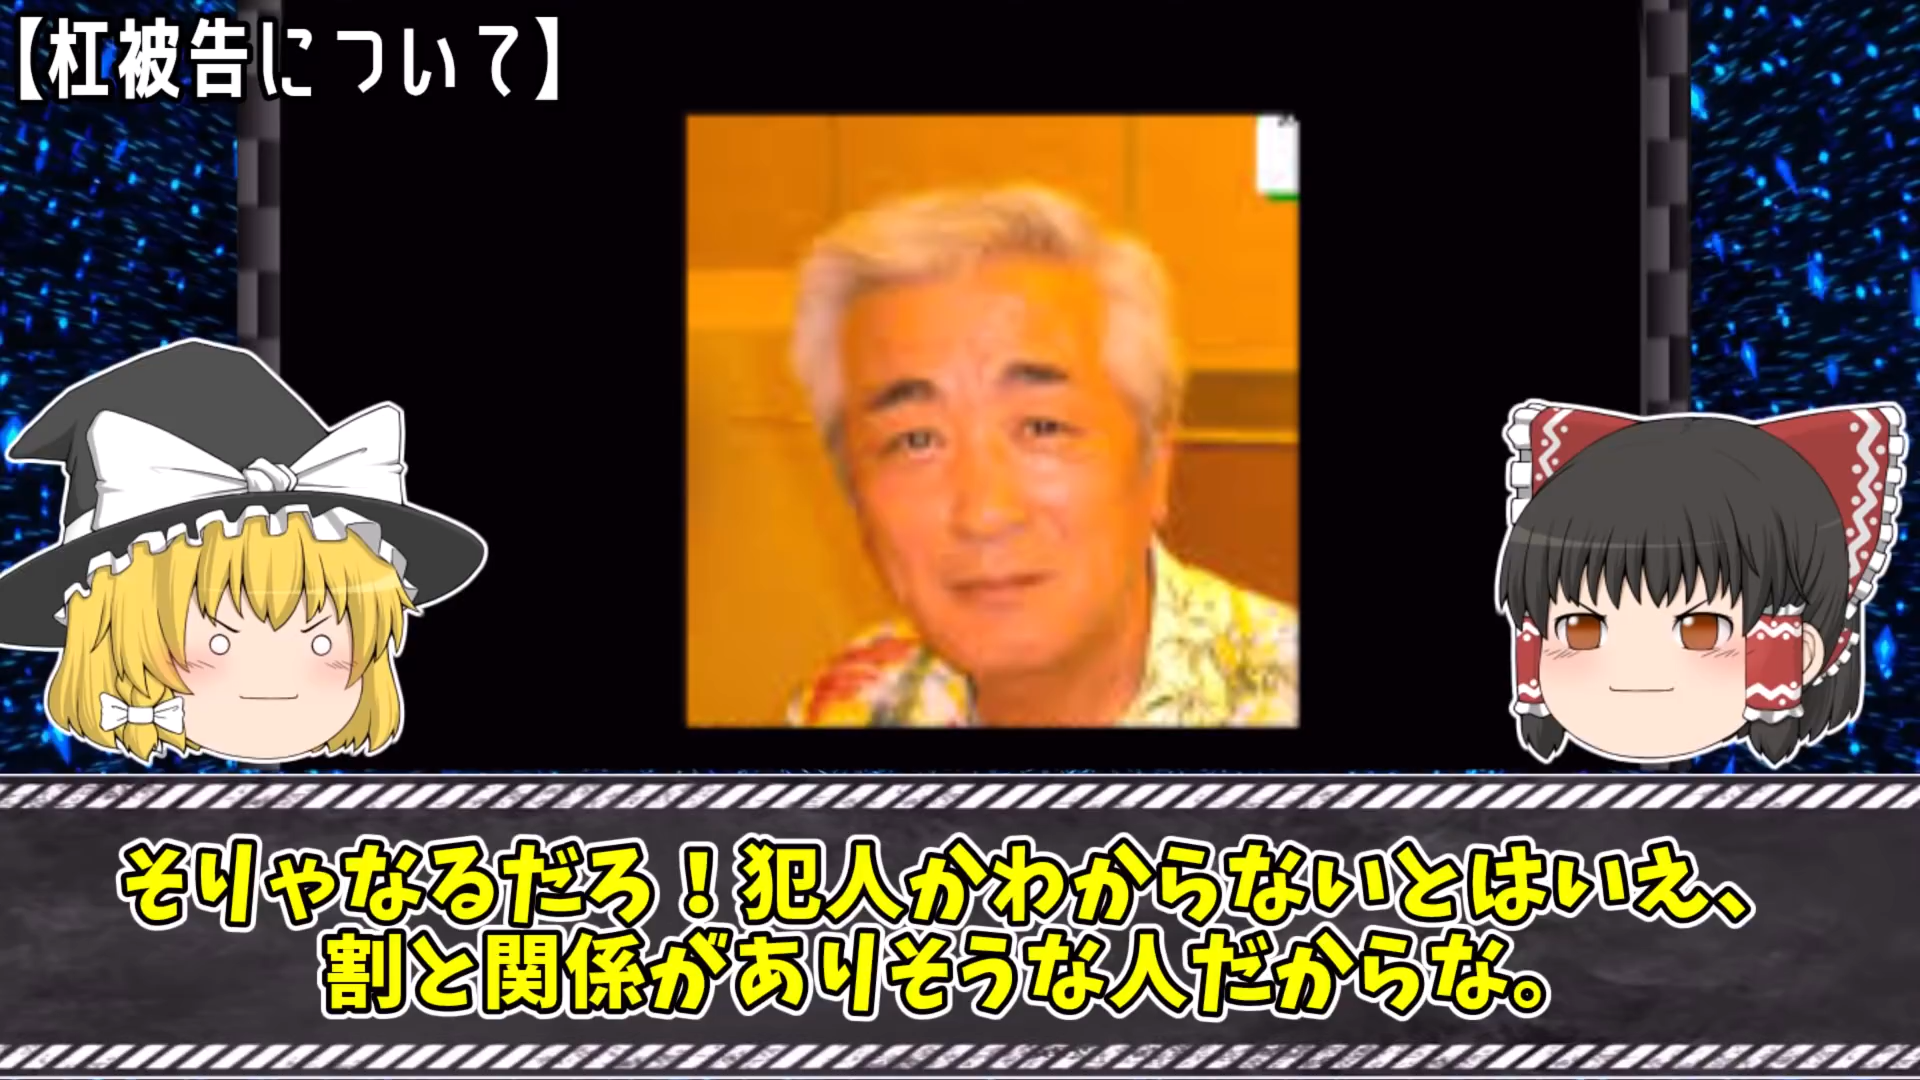 【杠被告について】
そりゃなるだろ！犯人かわからないとはいえ、
割と関係がありそうな人だからな。